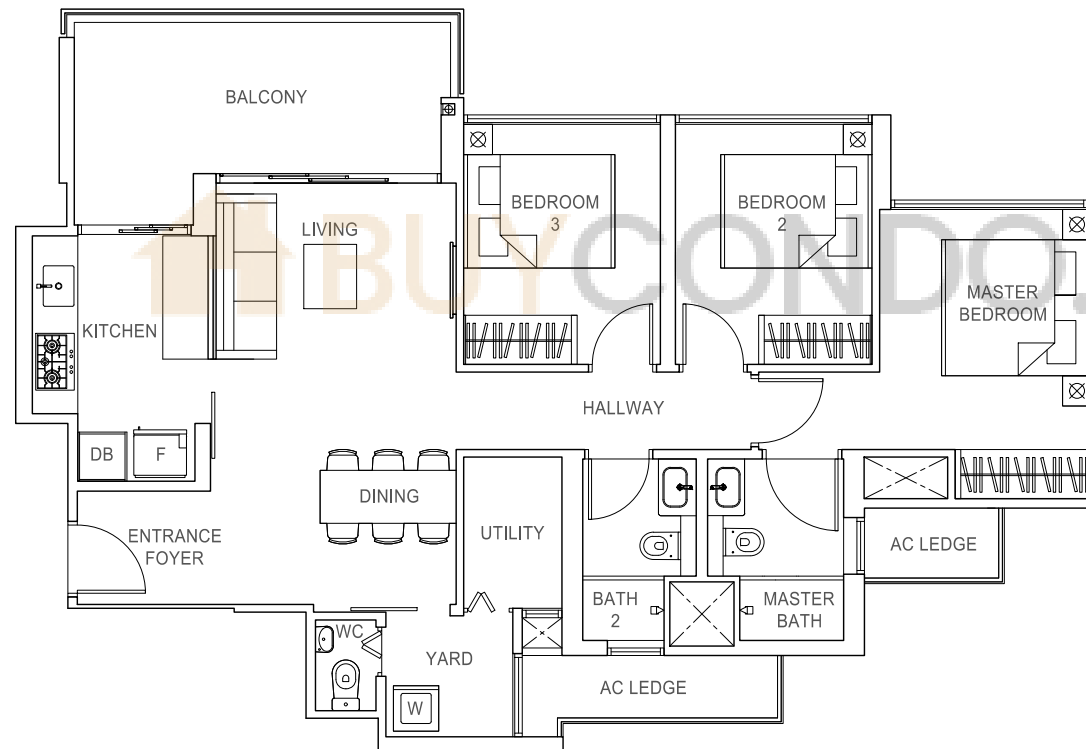 BALCONY
LIVING
BEDROOM
3
BEDROOM
2
BUYCONDO.
MASTER
BEDROOM
KITCHEN
HALLWAY
DB
F
DINING
ENTRANCE
FOYER
UTILITY
AC LEDGE
BATH
2
MASTER
BATH
WC
YARD
AC LEDGE
W